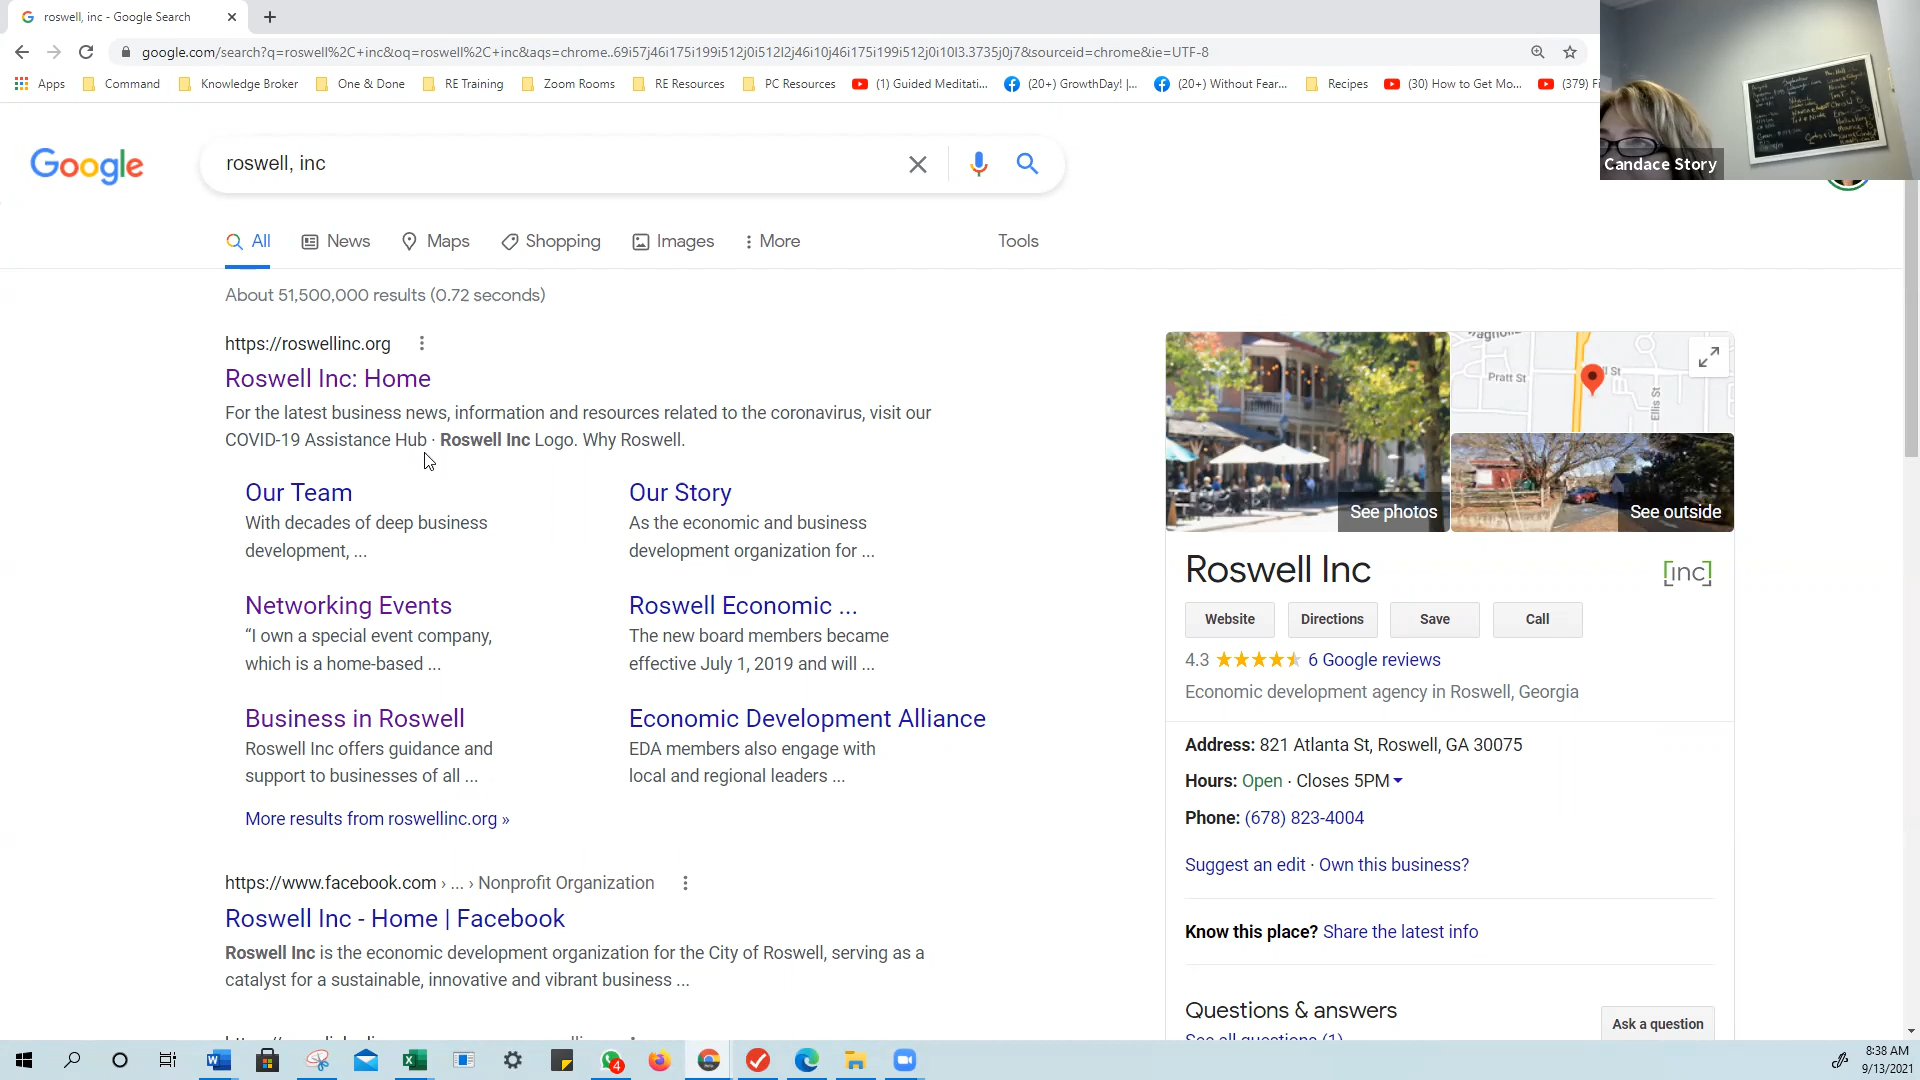 roswell, inc - Google Search
google.com/search?q=roswell%2C+inc&oq=roswell%2C+inc&aqs=chrome..69i57j46i175i199i512j0i512l2j46i10j46i175i199i512j0i10l3.3735j0j7&sourceid=chrome&ie=UTF-8
Apps Command Knowledge Broker One & Done RE Training Zoom Rooms RE Resources PC Resources (1) Guided Meditati... (20+) GrowthDay! |... (20+) Without Fear... Recipes (30) How to Get Mo... (379) Fi
Candace Story
Google
roswell, inc
All News Maps Shopping Images More Tools
About 51,500,000 results (0.72 seconds)
https://roswellinc.org
Roswell Inc: Home
For the latest business news, information and resources related to the coronavirus, visit our
COVID-19 Assistance Hub · Roswell Inc Logo. Why Roswell.
Our Team
With decades of deep business
development, ...
Our Story
As the economic and business
development organization for ...
Networking Events
“I own a special event company,
which is a home-based ...
Roswell Economic ...
The new board members became
effective July 1, 2019 and will ...
Business in Roswell
Roswell Inc offers guidance and
support to businesses of all ...
Economic Development Alliance
EDA members also engage with
local and regional leaders ...
More results from roswellinc.org »
https://www.facebook.com › ... › Nonprofit Organization
Roswell Inc - Home | Facebook
Roswell Inc is the economic development organization for the City of Roswell, serving as a
catalyst for a sustainable, innovative and vibrant business ...
Pratt St
St
Ellis St
See photos
See outside
Roswell Inc
[inc]
Website Directions Save Call
4.3 6 Google reviews
Economic development agency in Roswell, Georgia
Address: 821 Atlanta St, Roswell, GA 30075
Hours: Open · Closes 5PM
Phone: (678) 823-4004
Suggest an edit · Own this business?
Know this place? Share the latest info
Questions & answers
Ask a question
See all questions (1)
4
8:38 AM
9/13/2021